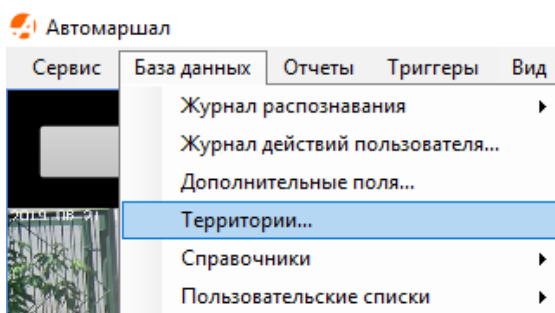 Автомаршал
Сервис База данных Отчеты Триггеры Вид
Журнал распознавания
Журнал действий пользователя...
Дополнительные поля...
Территории...
Справочники
Пользовательские списки